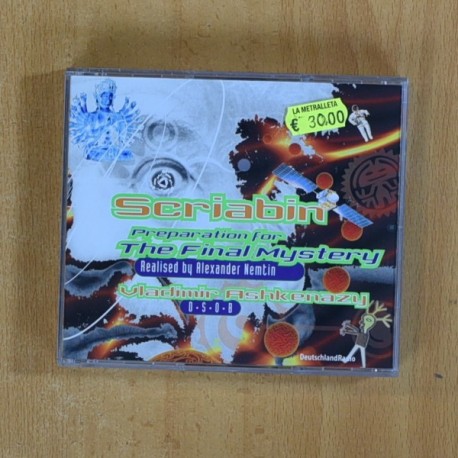 LA METRALLETA
€ 30.00
Scriabin
Preparation for
The Final Mystery
Realised by Alexander Nemtin
Vladimir Ashkenazy
D·S·O·B
DeutschlandRadio